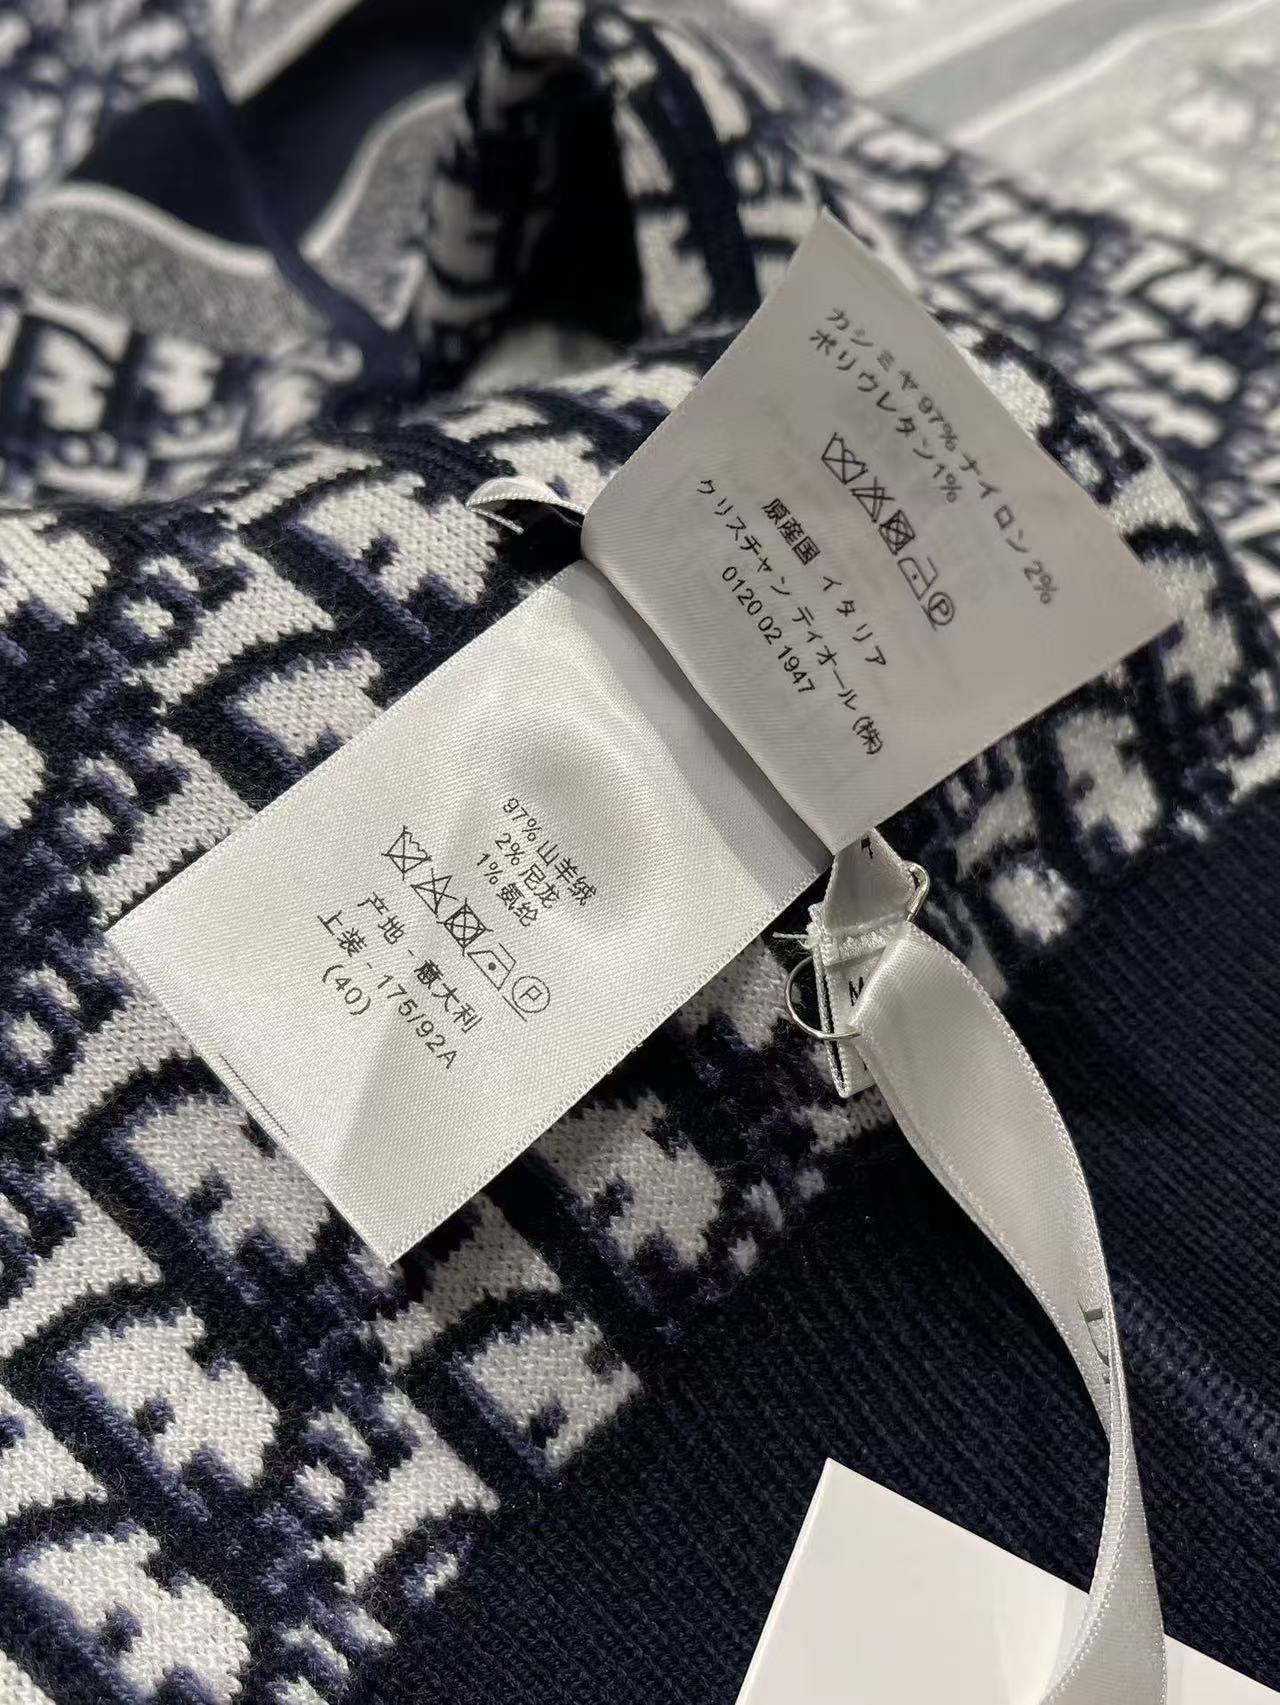 カシミヤ97% ナイロン 2%
ポリウレタン1%
P
原産国 イタリア
クリスチャン ディオール (株)
0120 02 1947
97% 山羊绒
2% 尼龙
1% 氨纶
P
产地 - 意大利
上装 - 175/92A
(40)
M